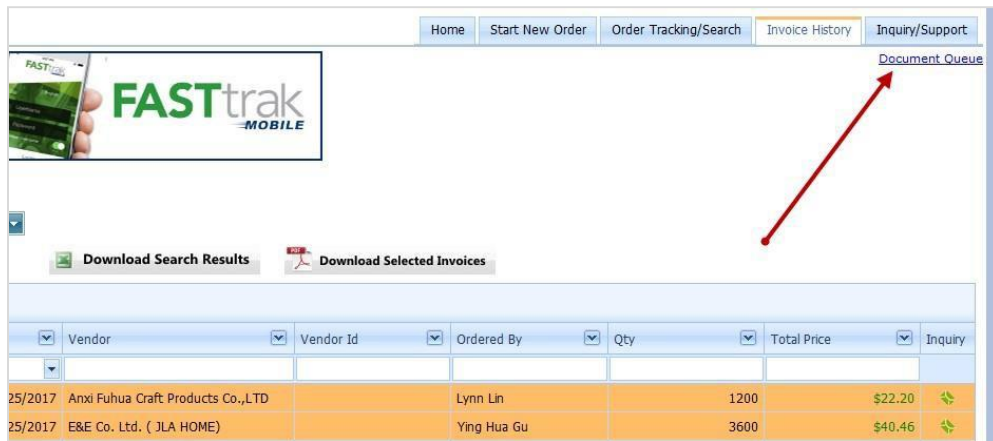 Home Start New Order Order Tracking/Search Invoice History Inquiry/Support
Document Queue
FASTtrak
FASTtrak
MOBILE
Download Search Results Download Selected Invoices
Vendor Vendor Id Ordered By Qty Total Price Inquiry
25/2017 Anxi Fuhua Craft Products Co.,LTD Lynn Lin 1200 $22.20
25/2017 E&E Co. Ltd. ( JLA HOME) Ying Hua Gu 3600 $40.46